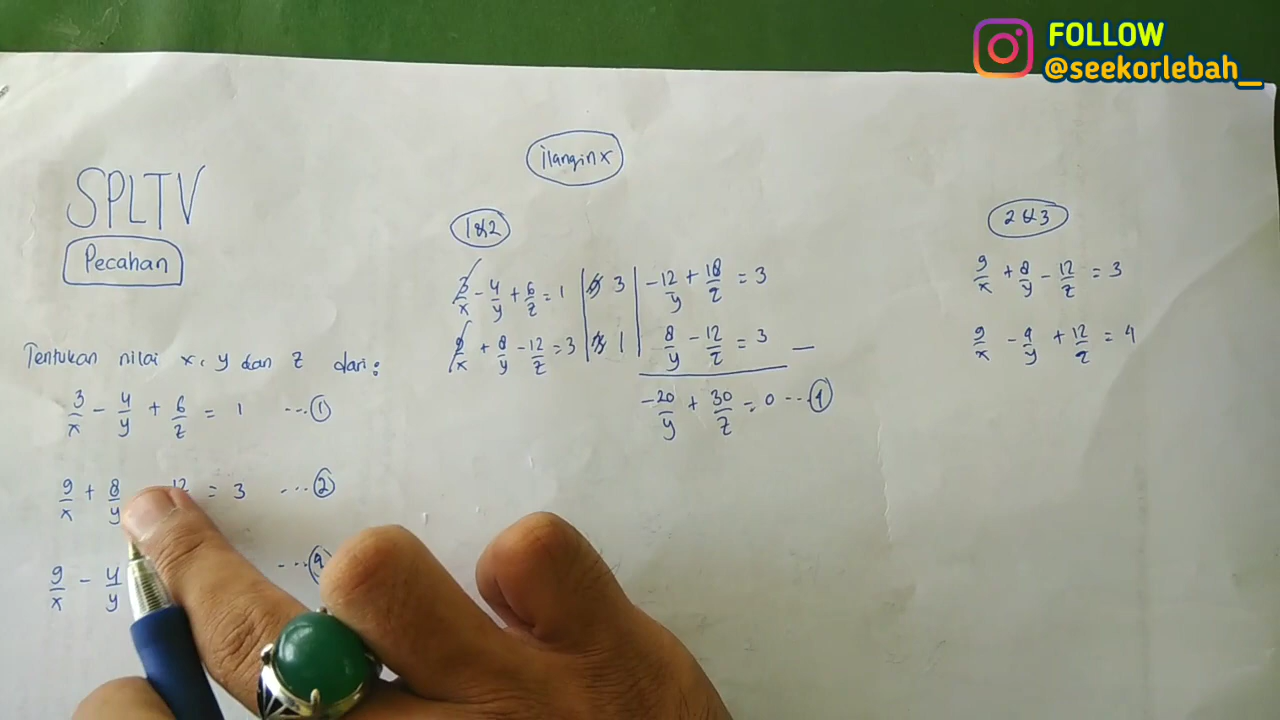 FOLLOW
@seekorlebah_
SPLTV
Pecahan
Tentukan nilai x, y dan z dari :
3/x - 4/y + 6/z = 1 ...①
9/x + 8/y 12 = 3 ...②
9/x - 4/y ...
ilangin x
1&2
3/x - 4/y + 6/z = 1 | 3 | -12/y + 18/z = 3
9/x + 8/y - 12/z = 3 | 1 | 8/y - 12/z = 3 —
-20/y + 30/z = 0 ...④
2&3
9/x + 8/y - 12/z = 3
9/x - 4/y + 12/z = 4